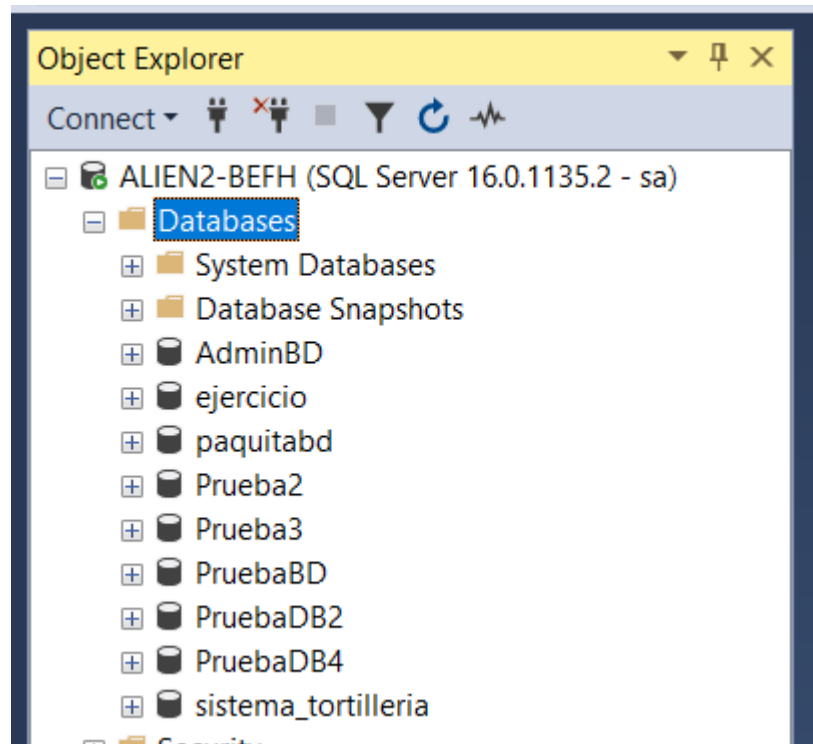 Object Explorer
Connect
ALIEN2-BEFH (SQL Server 16.0.1135.2 - sa)
Databases
System Databases
Database Snapshots
AdminBD
ejercicio
paquitabd
Prueba2
Prueba3
PruebaBD
PruebaDB2
PruebaDB4
sistema_tortilleria
Security